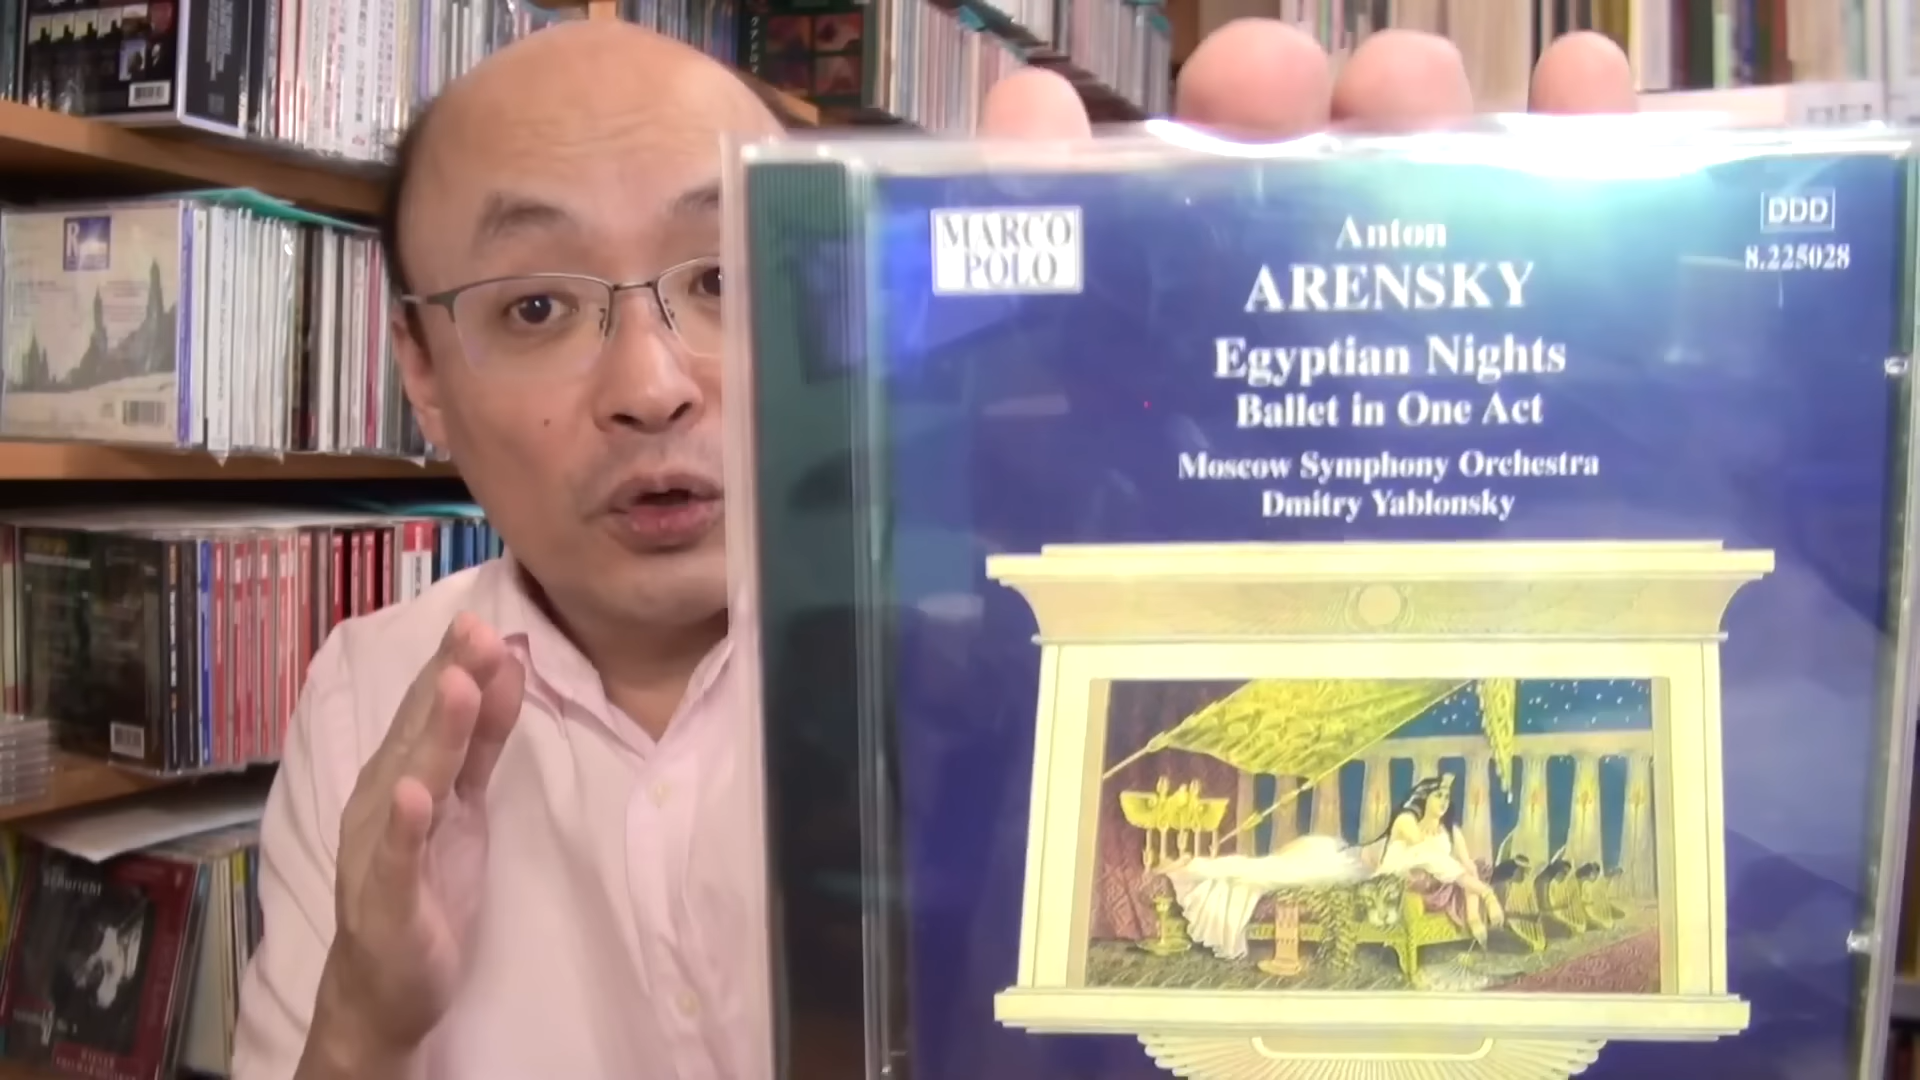 MARCO
POLO
DDD
8.225028
Anton
ARENSKY
Egyptian Nights
Ballet in One Act
Moscow Symphony Orchestra
Dmitry Yablonsky